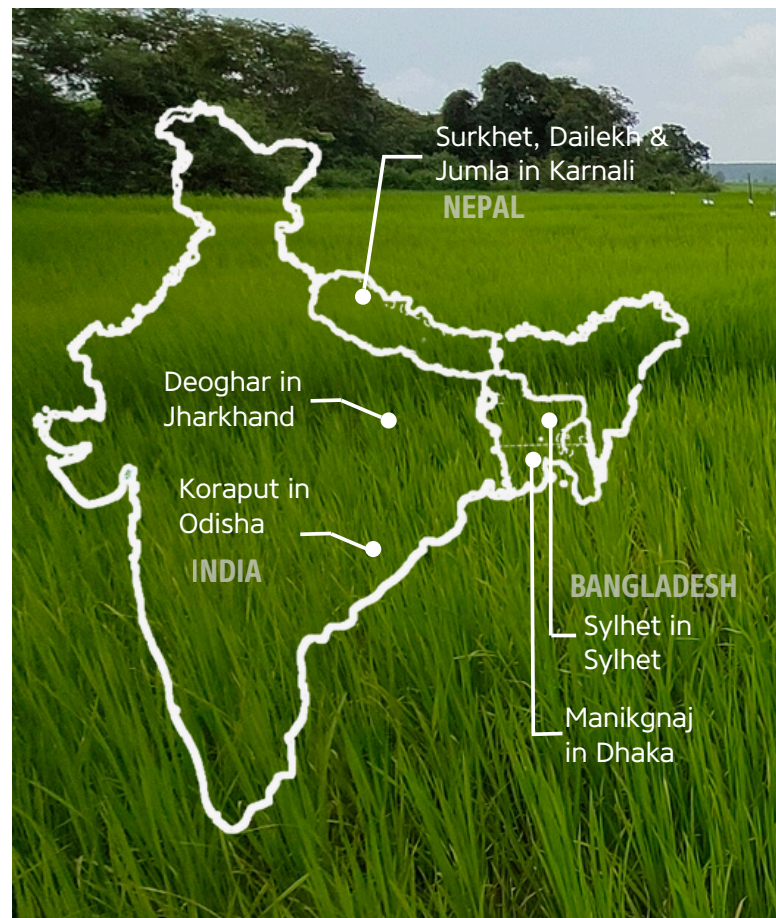 Surkhet, Dailekh &
Jumla in Karnali
NEPAL
Deoghar in
Jharkhand
Koraput in
Odisha
INDIA
BANGLADESH
Sylhet in
Sylhet
Manikgnaj
in Dhaka